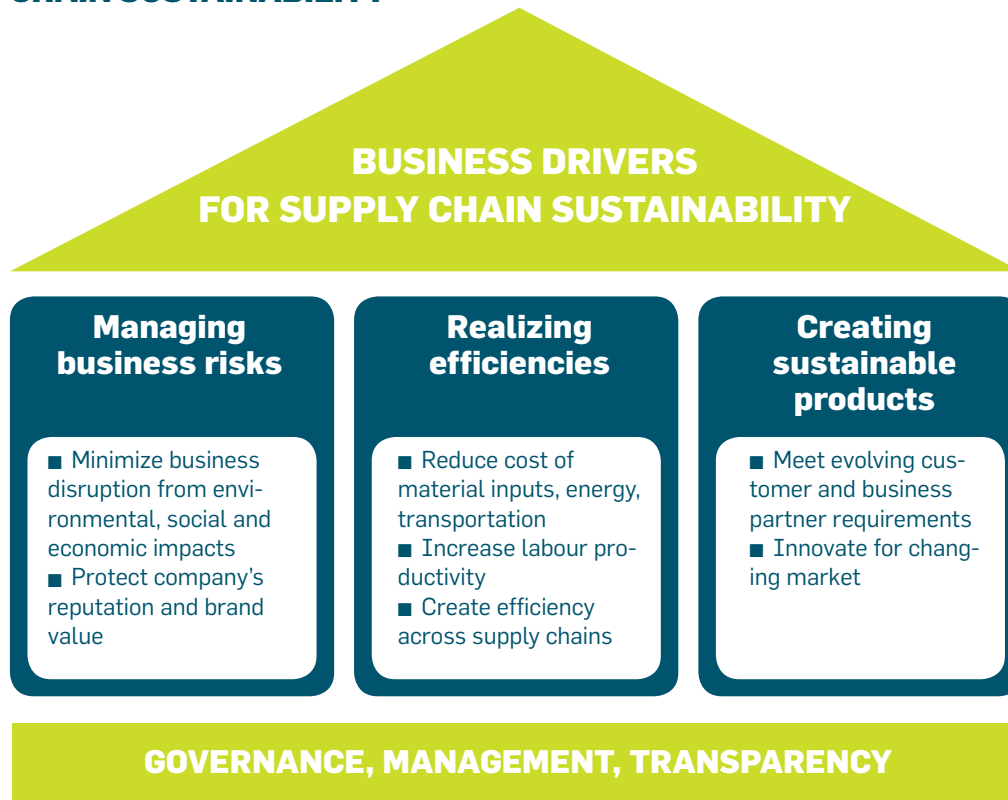 CHAIN SUSTAINABILITY
BUSINESS DRIVERS
FOR SUPPLY CHAIN SUSTAINABILITY
Managing
business risks
■ Minimize business
disruption from envi-
ronmental, social and
economic impacts
■ Protect company’s
reputation and brand
value
Realizing
efficiencies
■ Reduce cost of
material inputs, energy,
transportation
■ Increase labour pro-
ductivity
■ Create efficiency
across supply chains
Creating
sustainable
products
■ Meet evolving cus-
tomer and business
partner requirements
■ Innovate for chang-
ing market
GOVERNANCE, MANAGEMENT, TRANSPARENCY